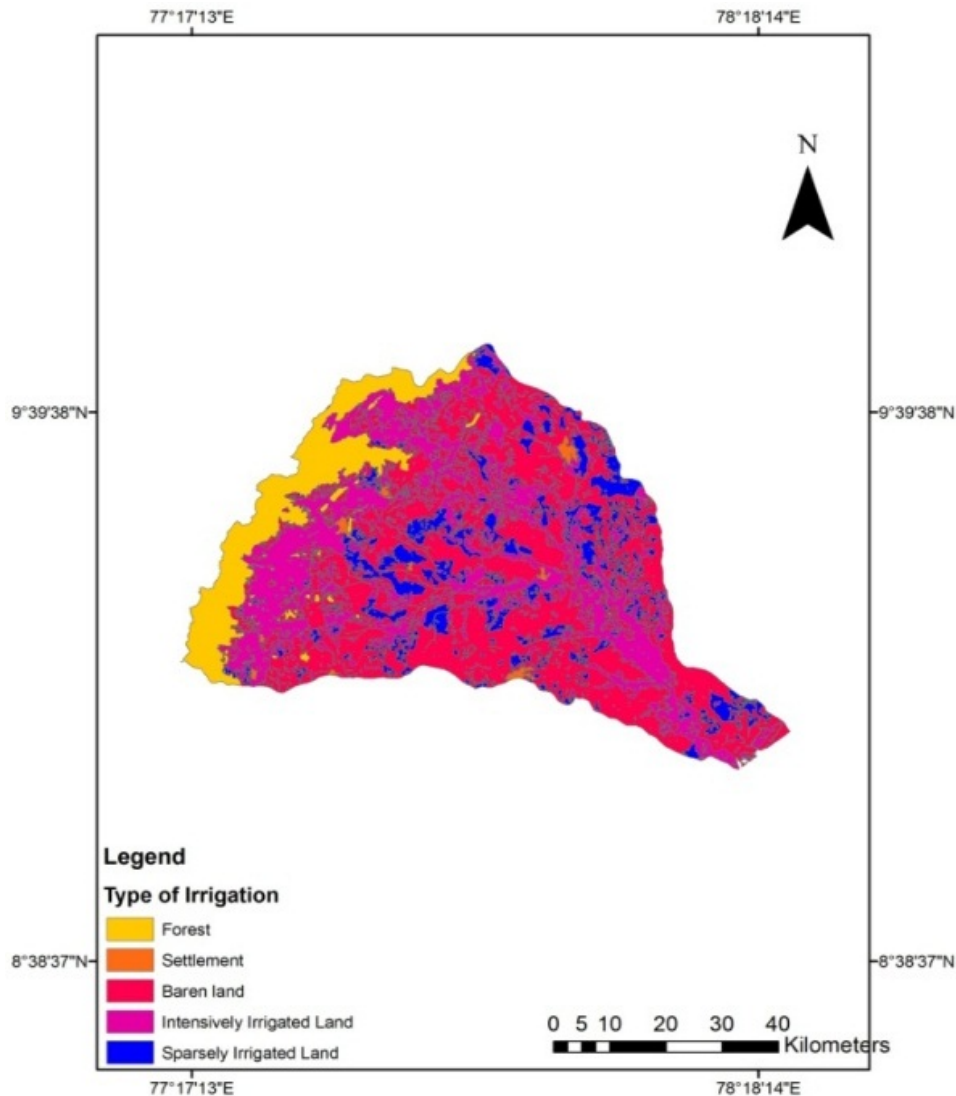 77°17'13"E 78°18'14"E
N
9°39'38"N 9°39'38"N
Legend
Type of Irrigation
Forest
Settlement
Baren land
Intensively Irrigated Land
Sparsely Irrigated Land
8°38'37"N 8°38'37"N
0 5 10 20 30 40
Kilometers
77°17'13"E 78°18'14"E